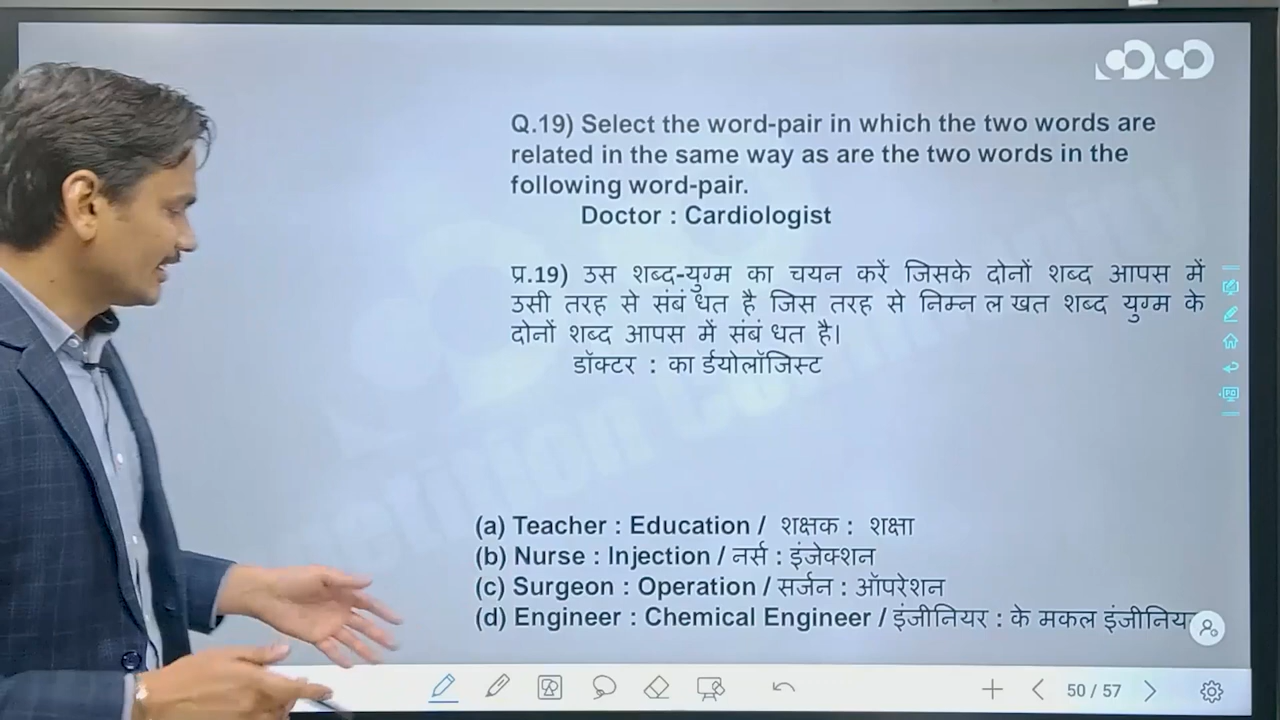 Q.19) Select the word-pair in which the two words are
related in the same way as are the two words in the
following word-pair.
Doctor : Cardiologist
प्र.19) उस शब्द-युग्म का चयन करें जिसके दोनों शब्द आपस में
उसी तरह से संबं धत है जिस तरह से निम्न ल खत शब्द युग्म के
दोनों शब्द आपस में संबं धत है।
डॉक्टर : का र्डयोलॉजिस्ट
(a) Teacher : Education / शक्षक : शक्षा
(b) Nurse : Injection / नर्स : इंजेक्शन
(c) Surgeon : Operation / सर्जन : ऑपरेशन
(d) Engineer : Chemical Engineer / इंजीनियर : के मकल इंजीनिय
50 / 57